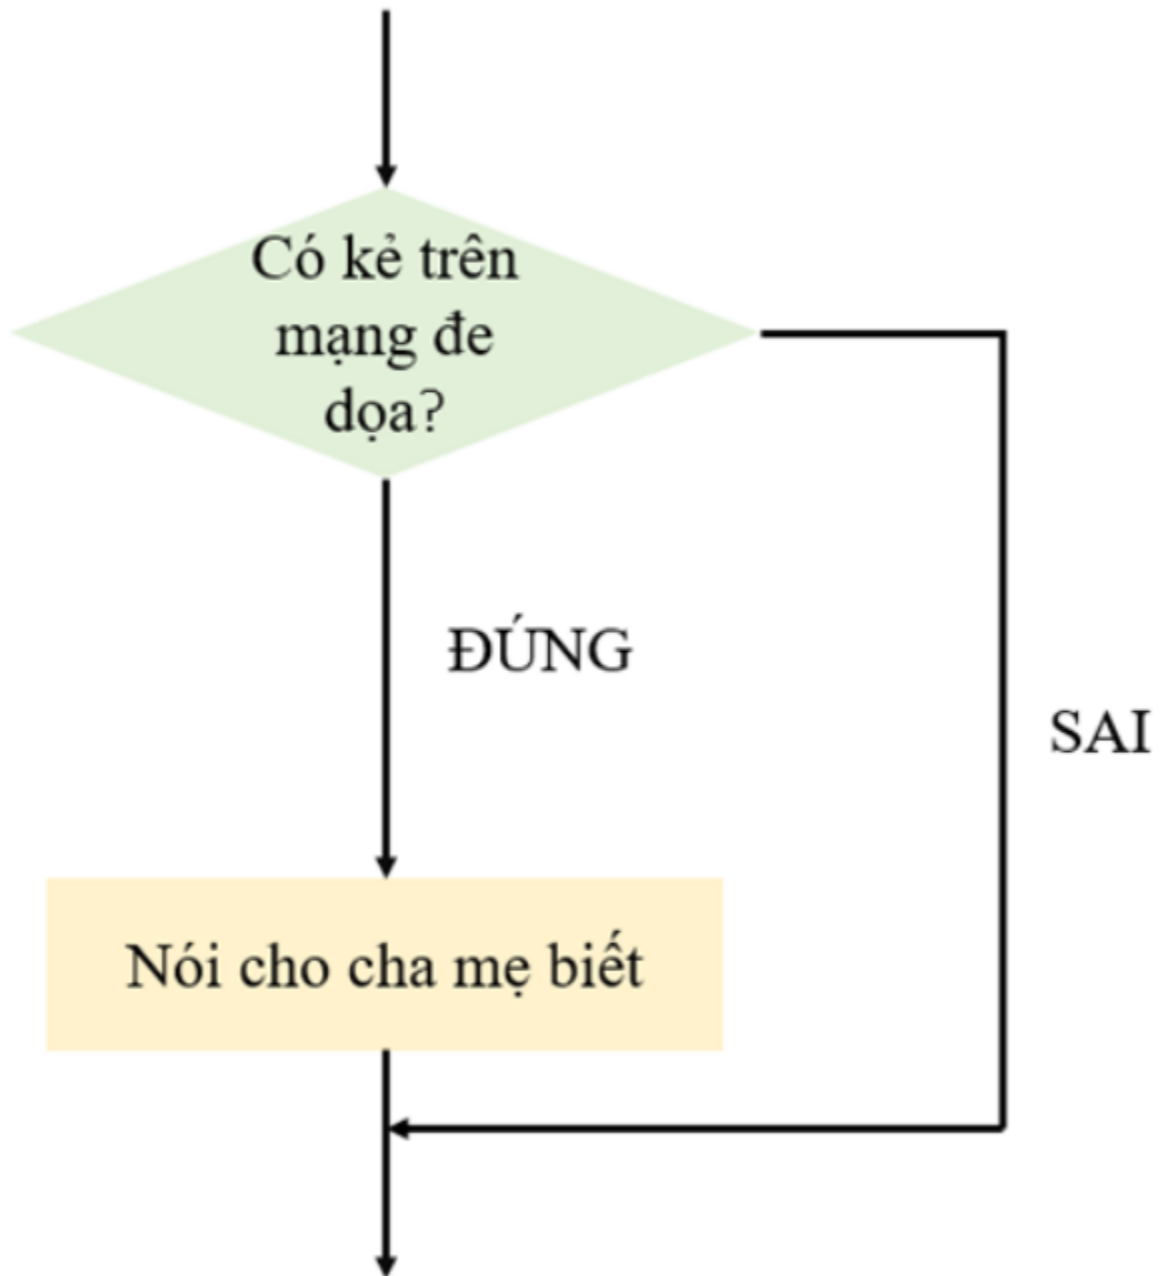 Có kẻ trên
mạng đe
dọa?
ĐÚNG
SAI
Nói cho cha mẹ biết